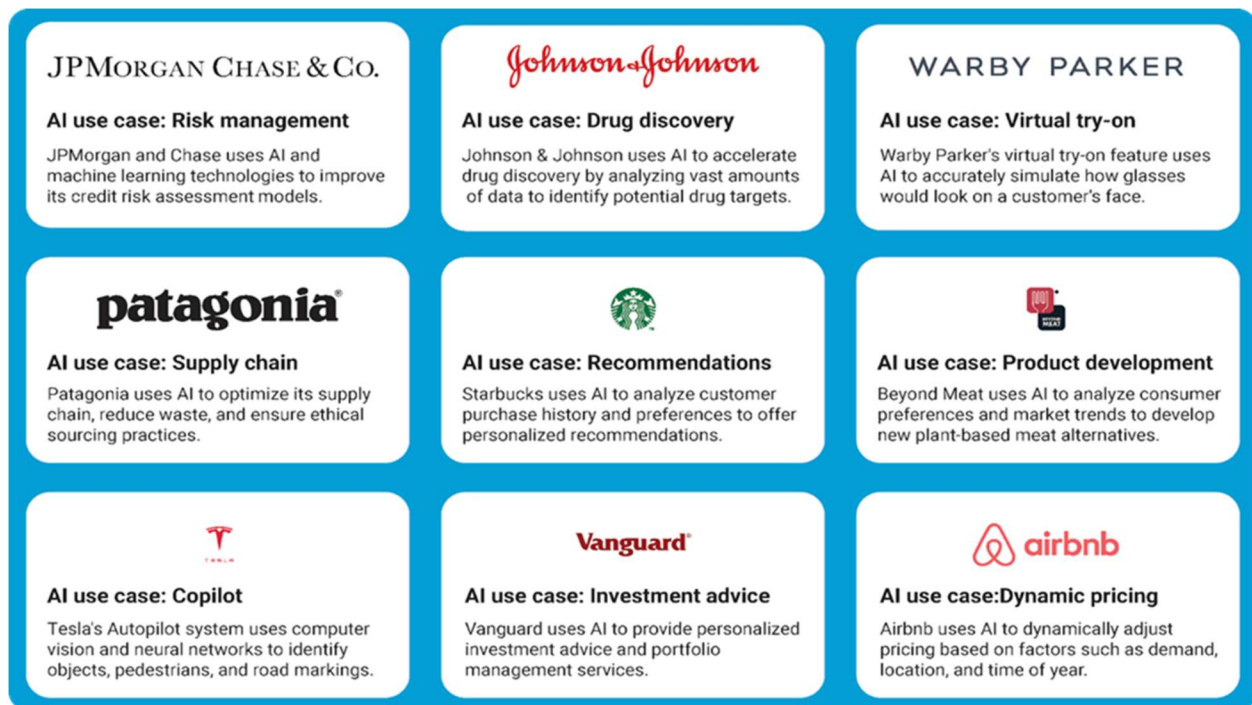 JPMORGAN CHASE & CO.
AI use case: Risk management
JPMorgan and Chase uses AI and
machine learning technologies to improve
its credit risk assessment models.
Johnson&Johnson
AI use case: Drug discovery
Johnson & Johnson uses AI to accelerate
drug discovery by analyzing vast amounts
of data to identify potential drug targets.
WARBY PARKER
AI use case: Virtual try-on
Warby Parker's virtual try-on feature uses
AI to accurately simulate how glasses
would look on a customer's face.
patagonia®
AI use case: Supply chain
Patagonia uses AI to optimize its supply
chain, reduce waste, and ensure ethical
sourcing practices.
AI use case: Recommendations
Starbucks uses AI to analyze customer
purchase history and preferences to offer
personalized recommendations.
BEYOND
MEAT
AI use case: Product development
Beyond Meat uses AI to analyze consumer
preferences and market trends to develop
new plant-based meat alternatives.
TESLA
AI use case: Copilot
Tesla's Autopilot system uses computer
vision and neural networks to identify
objects, pedestrians, and road markings.
Vanguard®
AI use case: Investment advice
Vanguard uses AI to provide personalized
investment advice and portfolio
management services.
airbnb
AI use case:Dynamic pricing
Airbnb uses AI to dynamically adjust
pricing based on factors such as demand,
location, and time of year.